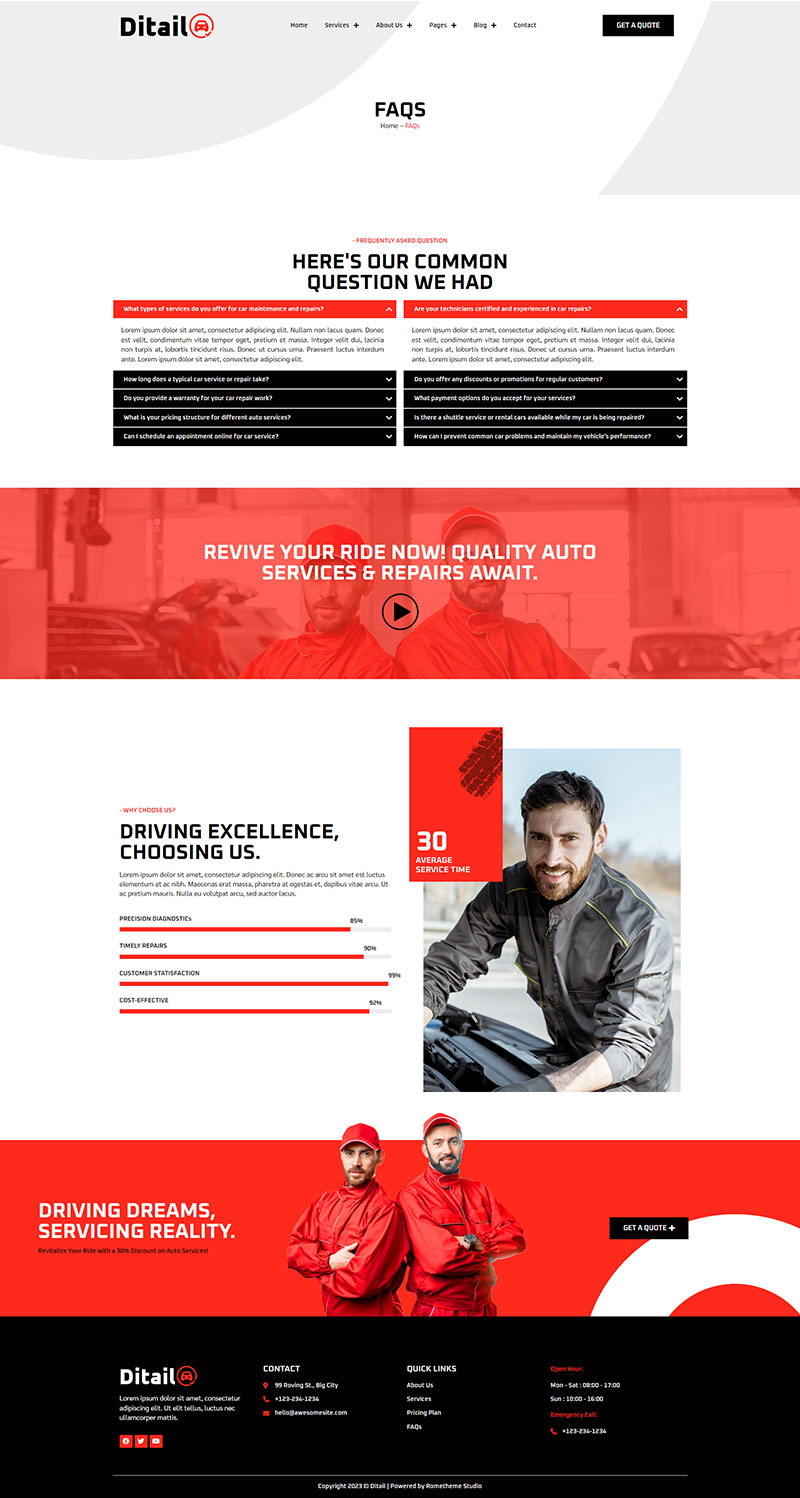 Ditail
Home Services + About Us + Pages + Blog + Contact
GET A QUOTE
FAQS
Home – FAQs
- FREQUENTLY ASKED QUESTION
HERE'S OUR COMMON
QUESTION WE HAD
What types of services do you offer for car maintenance and repairs?
Lorem ipsum dolor sit amet, consectetur adipiscing elit. Nullam non lacus quam. Donec
est velit, condimentum vitae tempor eget, pretium et massa. Integer velit dui, lacinia
non turpis at, lobortis tincidunt risus. Donec ut cursus urna. Praesent luctus interdum
ante. Lorem ipsum dolor sit amet, consectetur adipiscing elit.
How long does a typical car service or repair take?
Do you provide a warranty for your car repair work?
What is your pricing structure for different auto services?
Can I schedule an appointment online for car service?
Are your technicians certified and experienced in car repairs?
Lorem ipsum dolor sit amet, consectetur adipiscing elit. Nullam non lacus quam. Donec
est velit, condimentum vitae tempor eget, pretium et massa. Integer velit dui, lacinia
non turpis at, lobortis tincidunt risus. Donec ut cursus urna. Praesent luctus interdum
ante. Lorem ipsum dolor sit amet, consectetur adipiscing elit.
Do you offer any discounts or promotions for regular customers?
What payment options do you accept for your services?
Is there a shuttle service or rental cars available while my car is being repaired?
How can I prevent common car problems and maintain my vehicle's performance?
REVIVE YOUR RIDE NOW! QUALITY AUTO
SERVICES & REPAIRS AWAIT.
- WHY CHOOSE US?
DRIVING EXCELLENCE,
CHOOSING US.
Lorem ipsum dolor sit amet, consectetur adipiscing elit. Donec ac arcu sit amet est luctus
elementum at ac nibh. Maecenas erat massa, pharetra at egestas et, dapibus vitae arcu. Ut
ac pretium mauris. Nulla eu volutpat arcu, sed auctor lacus.
PRECISION DIAGNOSTICs 85%
TIMELY REPAIRS 90%
CUSTOMER STATISFACTION 99%
COST-EFFECTIVE 92%
30
AVERAGE
SERVICE TIME
DRIVING DREAMS,
SERVICING REALITY.
Revitalize Your Ride with a 30% Discount on Auto Services!
GET A QUOTE +
Ditail
Lorem ipsum dolor sit amet, consectetur
adipiscing elit. Ut elit tellus, luctus nec
ullamcorper mattis.
CONTACT
99 Roving St., Big City
+123-234-1234
hello@awesomesite.com
QUICK LINKS
About Us
Services
Pricing Plan
FAQs
Open Hour:
Mon - Sat : 08:00 - 17:00
Sun : 10:00 - 16:00
Emergency Call:
+123-234-1234
Copyright 2023 © Ditail | Powered by Rometheme Studio